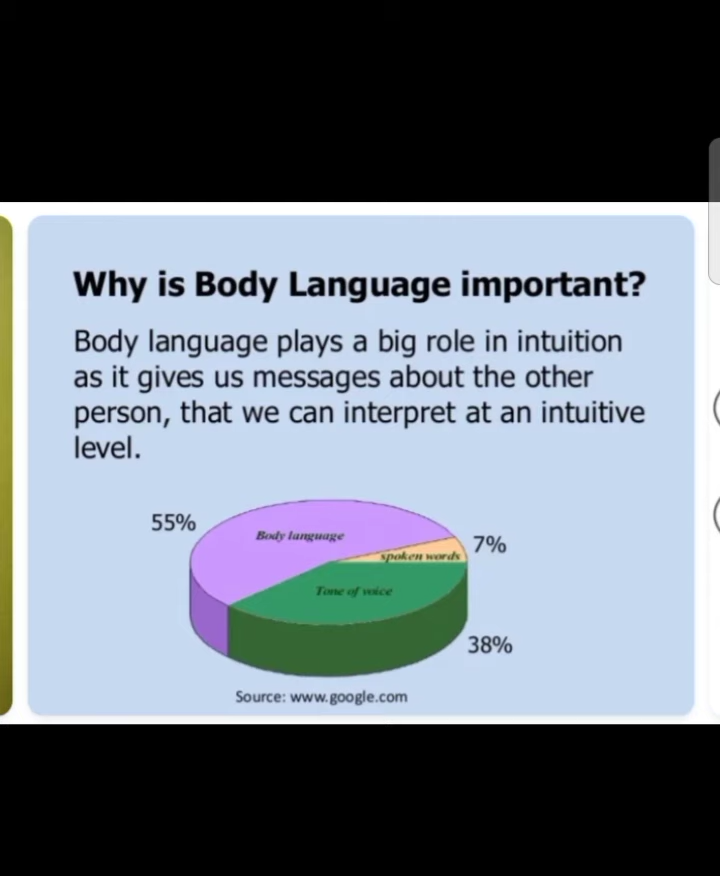 Why is Body Language important?
Body language plays a big role in intuition
as it gives us messages about the other
person, that we can interpret at an intuitive
level.
55%
Body language
7%
spoken words
Tone of voice
38%
Source: www.google.com